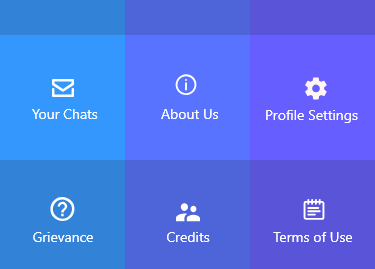 Your Chats
About Us
Profile Settings
Grievance
Credits
Terms of Use